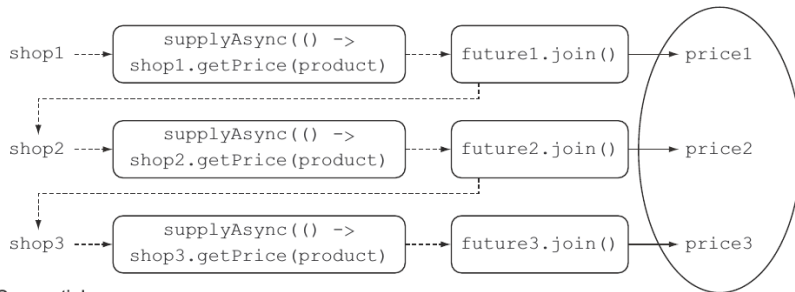 shop1 supplyAsync(() -> shop1.getPrice(product) future1.join() price1
shop2 supplyAsync(() -> shop2.getPrice(product) future2.join() price2
shop3 supplyAsync(() -> shop3.getPrice(product) future3.join() price3